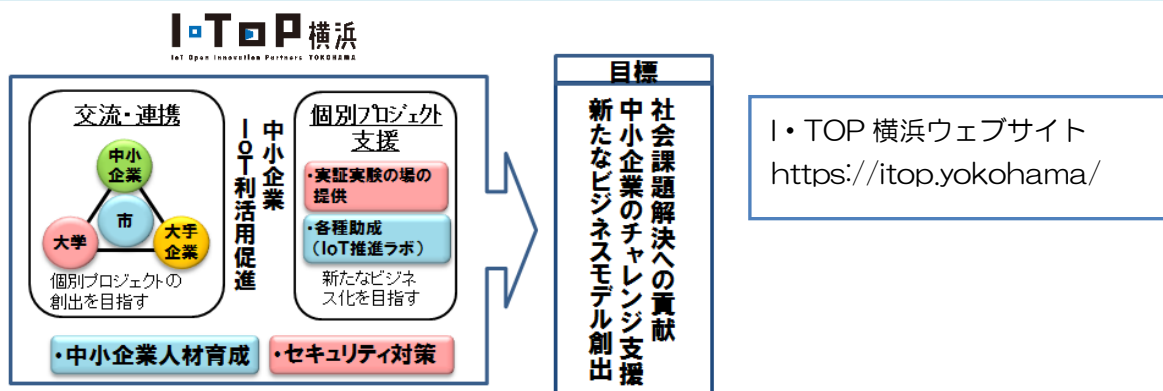 I・TOP横浜
IoT Open Innovation Partners YOKOHAMA
交流・連携
中小
企業
市
大学
大手
企業
個別プロジェクトの
創出を目指す
中小企業
IoT利活用促進
個別プロジェクト
支援
・実証実験の場の
提供
・各種助成
(IoT推進ラボ)
新たなビジネ
ス化を目指す
・中小企業人材育成
・セキュリティ対策
目標
社会課題解決への貢献
中小企業のチャレンジ支援
新たなビジネスモデル創出
I・TOP 横浜ウェブサイト
https://itop.yokohama/